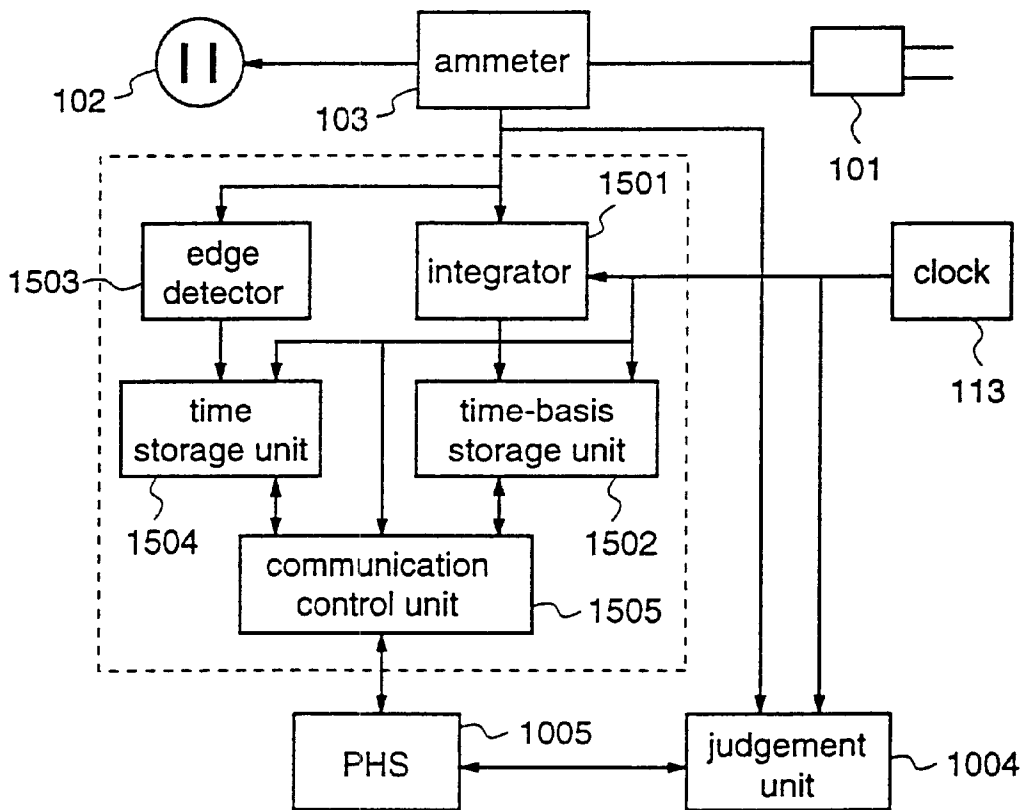 ammeter
102
103
101
1501
edge
detector
integrator
clock
1503
113
time
storage unit
time-basis
storage unit
1504
1502
communication
control unit
1505
1005
PHS
judgement
unit
1004